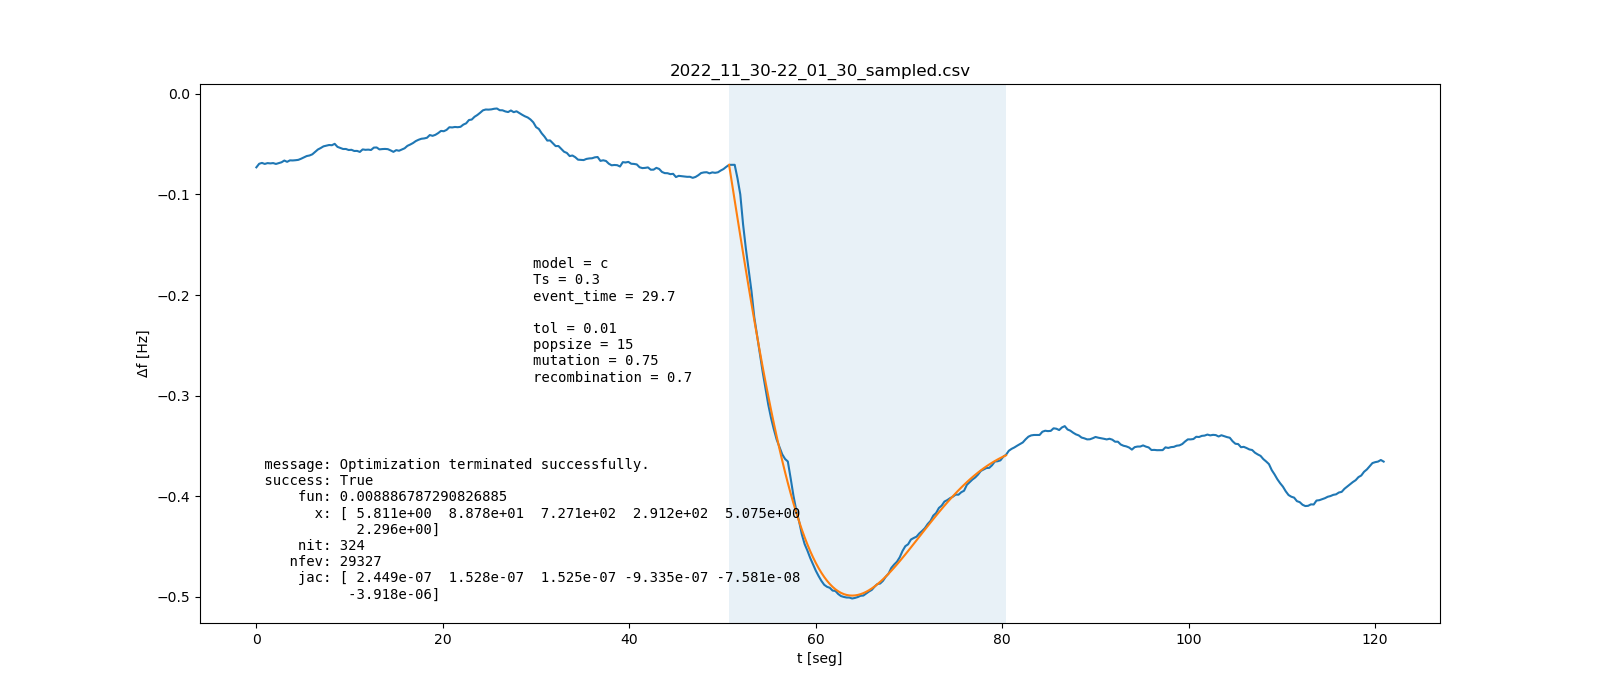 2022_11_30-22_01_30_sampled.csv
0.0
−0.1
−0.2
−0.3
−0.4
−0.5
Δf [Hz]
model = c
Ts = 0.3
event_time = 29.7
tol = 0.01
popsize = 15
mutation = 0.75
recombination = 0.7
message: Optimization terminated successfully.
success: True
fun: 0.008886787290826885
x: [ 5.811e+00  8.878e+01  7.271e+02  2.912e+02  5.075e+00
2.296e+00]
nit: 324
nfev: 29327
jac: [ 2.449e-07  1.528e-07  1.525e-07 -9.335e-07 -7.581e-08
-3.918e-06]
0 20 40 60 80 100 120
t [seg]